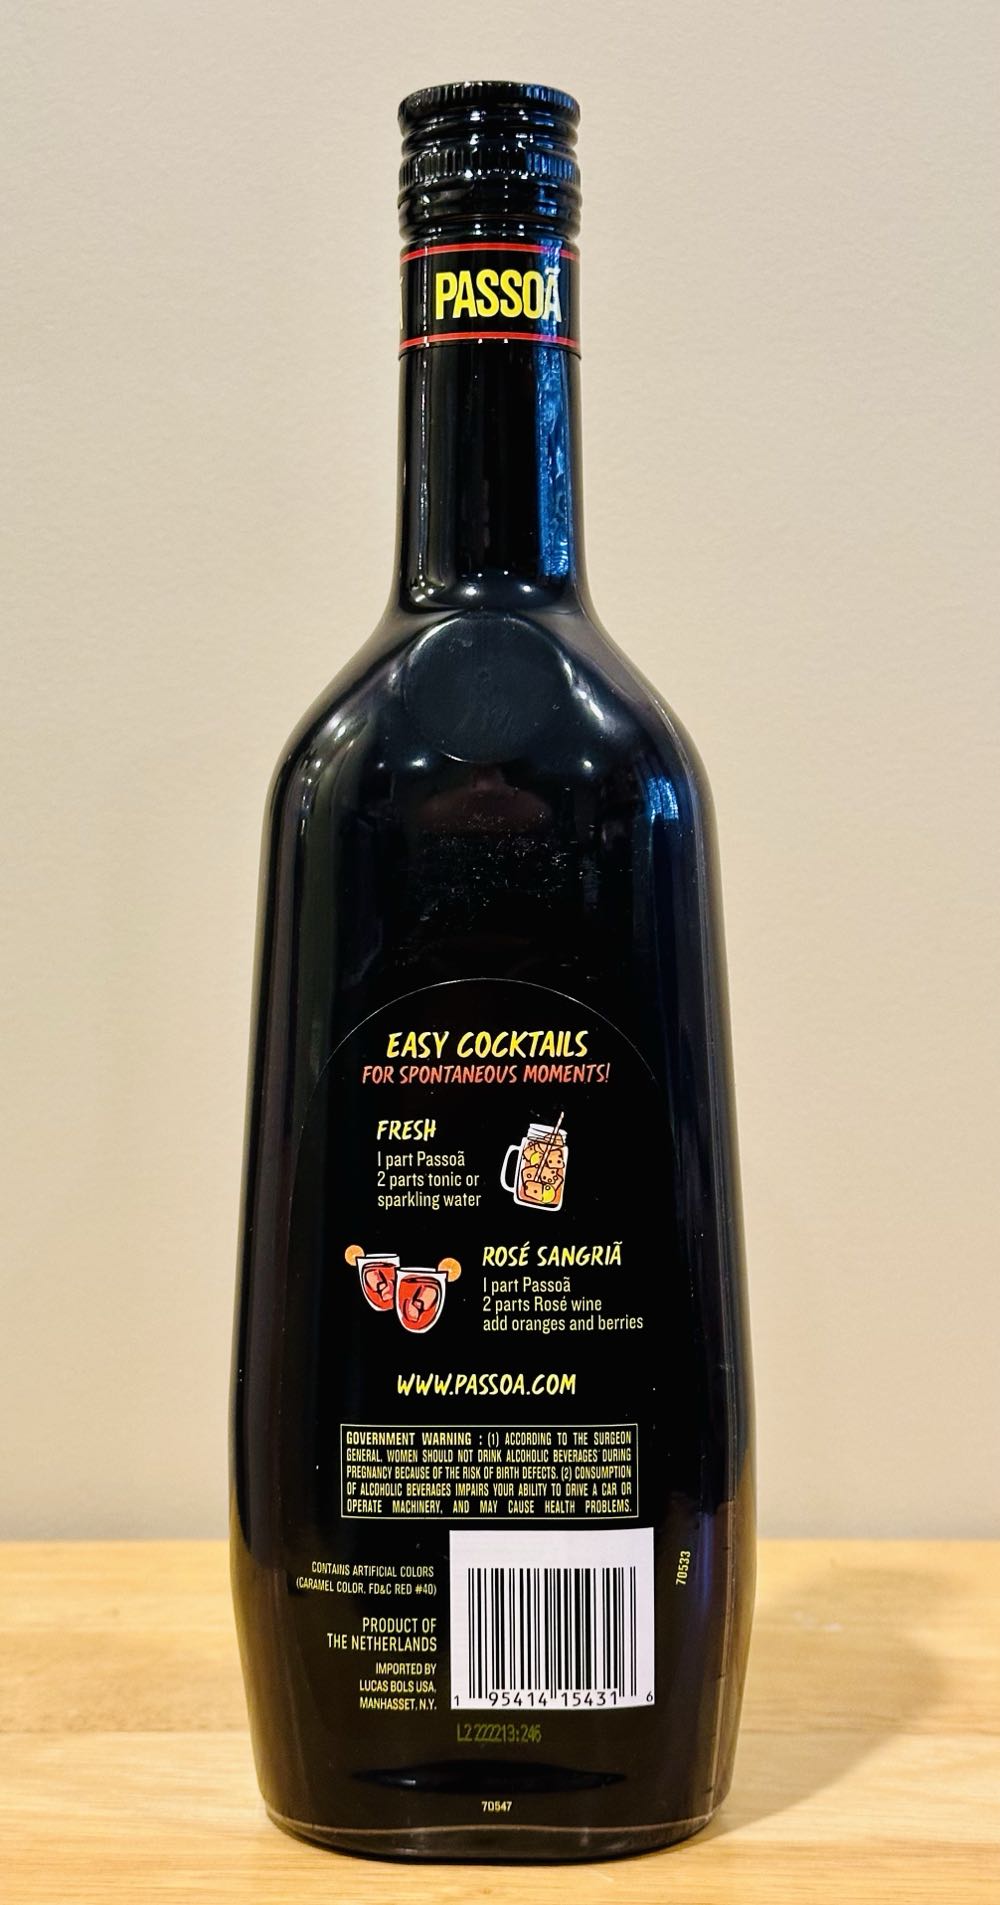 PASSOÃ
EASY COCKTAILS
FOR SPONTANEOUS MOMENTS!
FRESH
1 part Passoã
2 parts tonic or
sparkling water
ROSÉ SANGRIÃ
1 part Passoã
2 parts Rosé wine
add oranges and berries
WWW.PASSOA.COM
GOVERNMENT WARNING : (1) ACCORDING TO THE SURGEON
GENERAL, WOMEN SHOULD NOT DRINK ALCOHOLIC BEVERAGES DURING
PREGNANCY BECAUSE OF THE RISK OF BIRTH DEFECTS. (2) CONSUMPTION
OF ALCOHOLIC BEVERAGES IMPAIRS YOUR ABILITY TO DRIVE A CAR OR
OPERATE MACHINERY, AND MAY CAUSE HEALTH PROBLEMS.
CONTAINS ARTIFICIAL COLORS
(CARAMEL COLOR, FD&C RED #40)
PRODUCT OF
THE NETHERLANDS
IMPORTED BY
LUCAS BOLS USA,
MANHASSET, N.Y.
70533
1 95414 15431 6
L2 222213:246
70547